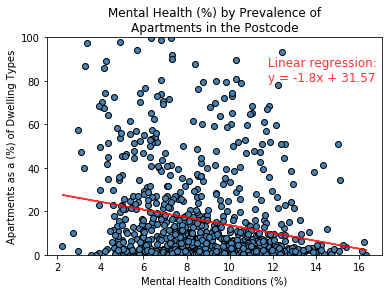 Mental Health (%) by Prevalence of
Apartments in the Postcode
Linear regression:
y = -1.8x + 31.57
Apartments as a (%) of Dwelling Types
100
80
60
40
20
0
2 4 6 8 10 12 14 16
Mental Health Conditions (%)